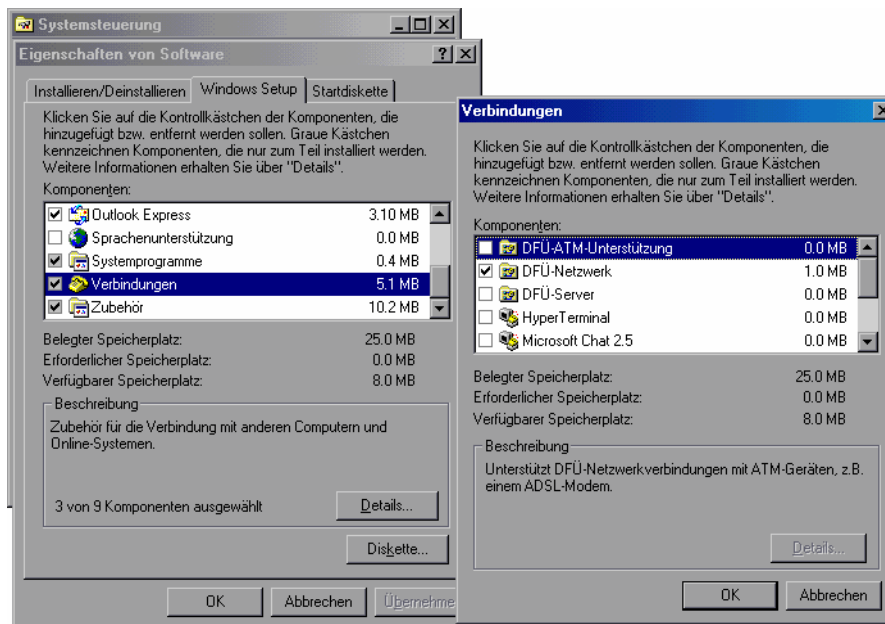 Systemsteuerung
Eigenschaften von Software
Installieren/Deinstallieren Windows Setup Startdiskette
Klicken Sie auf die Kontrollkästchen der Komponenten, die
hinzugefügt bzw. entfernt werden sollen. Graue Kästchen
kennzeichnen Komponenten, die nur zum Teil installiert werden.
Weitere Informationen erhalten Sie über "Details".
Komponenten:
Outlook Express 3.10 MB
Sprachenunterstützung 0.0 MB
Systemprogramme 0.4 MB
Verbindungen 5.1 MB
Zubehör 10.2 MB
Belegter Speicherplatz: 25.0 MB
Erforderlicher Speicherplatz: 0.0 MB
Verfügbarer Speicherplatz: 8.0 MB
Beschreibung
Zubehör für die Verbindung mit anderen Computern und
Online-Systemen.
3 von 9 Komponenten ausgewählt
Details...
Diskette...
OK Abbrechen Übernehme
Verbindungen
Klicken Sie auf die Kontrollkästchen der Komponenten, die
hinzugefügt bzw. entfernt werden sollen. Graue Kästchen
kennzeichnen Komponenten, die nur zum Teil installiert werden.
Weitere Informationen erhalten Sie über "Details".
Komponenten:
DFÜ-ATM-Unterstützung 0.0 MB
DFÜ-Netzwerk 1.0 MB
DFÜ-Server 0.0 MB
HyperTerminal 0.0 MB
Microsoft Chat 2.5 0.0 MB
Belegter Speicherplatz: 25.0 MB
Erforderlicher Speicherplatz: 0.0 MB
Verfügbarer Speicherplatz: 8.0 MB
Beschreibung
Unterstützt DFÜ-Netzwerkverbindungen mit ATM-Geräten, z.B.
einem ADSL-Modem.
Details...
OK Abbrechen